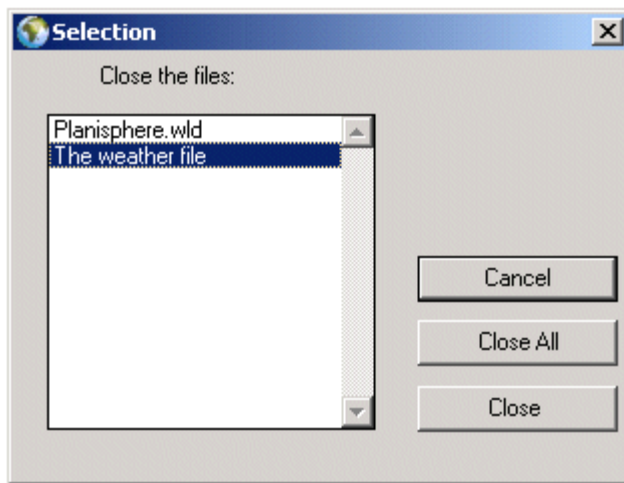 Selection
Close the files:
Planisphere.wld
The weather file
Cancel
Close All
Close